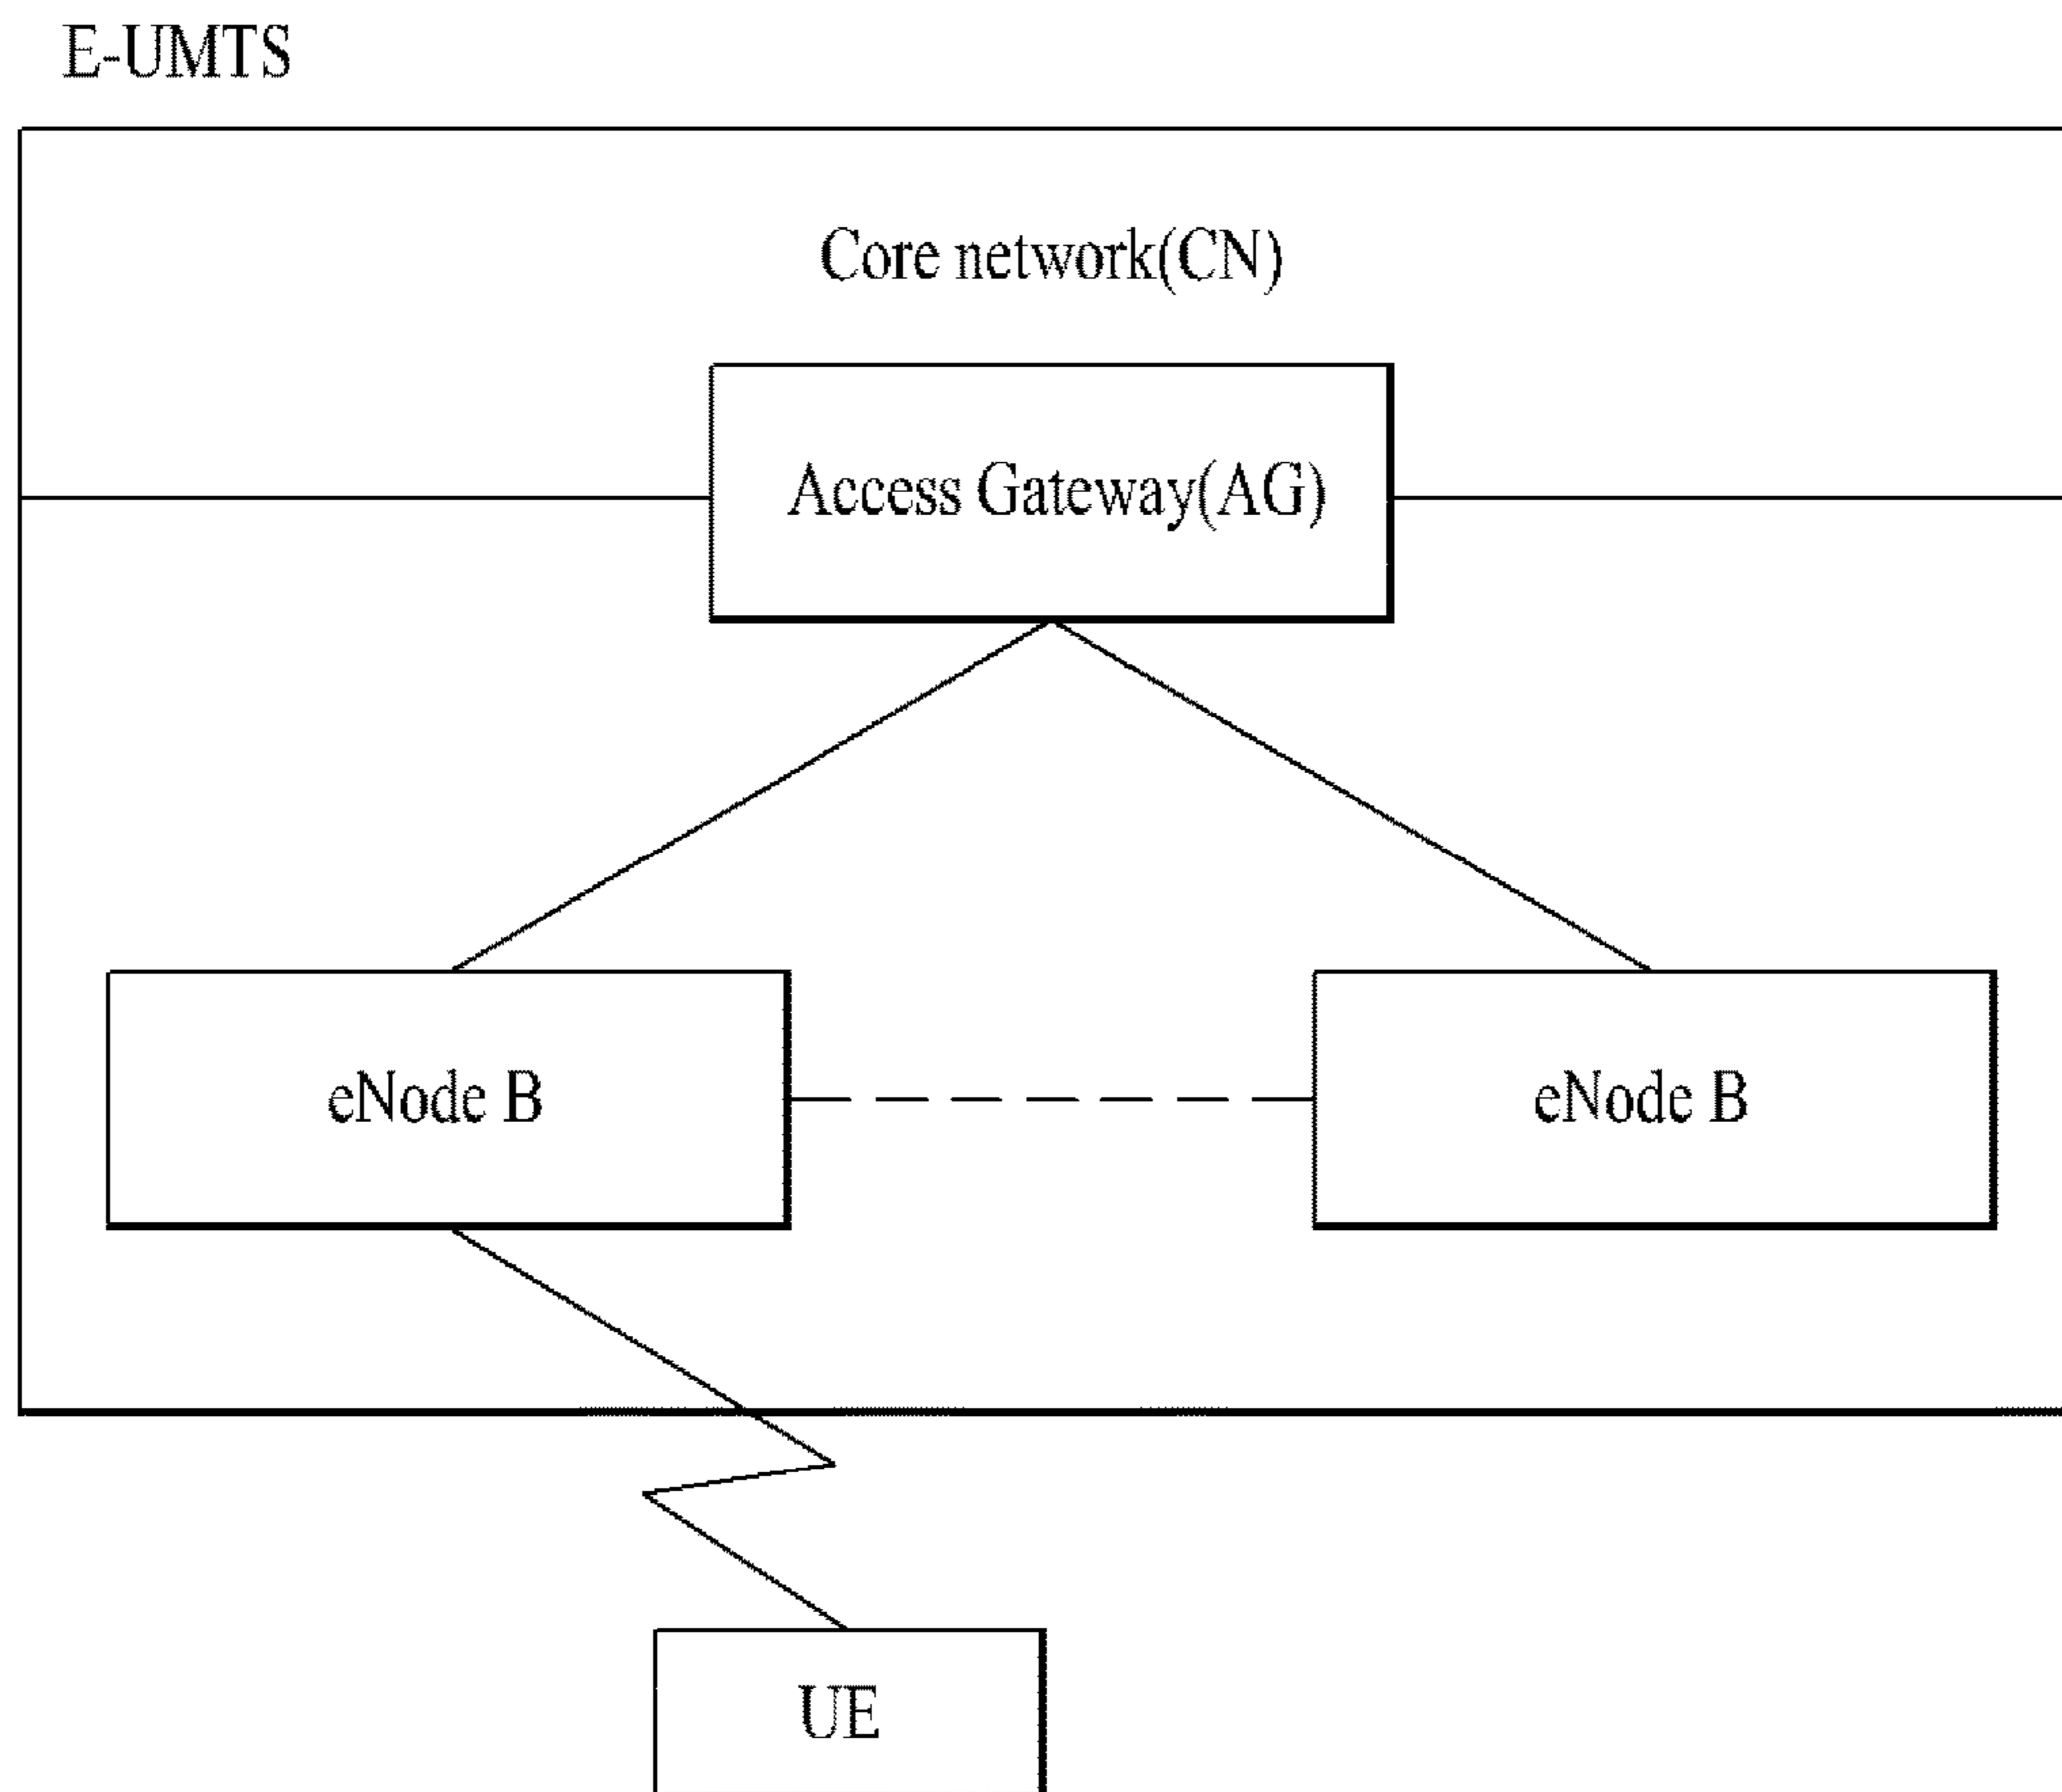 E-UMTS
Core network(CN)
Access Gateway(AG)
eNode B
eNode B
UE